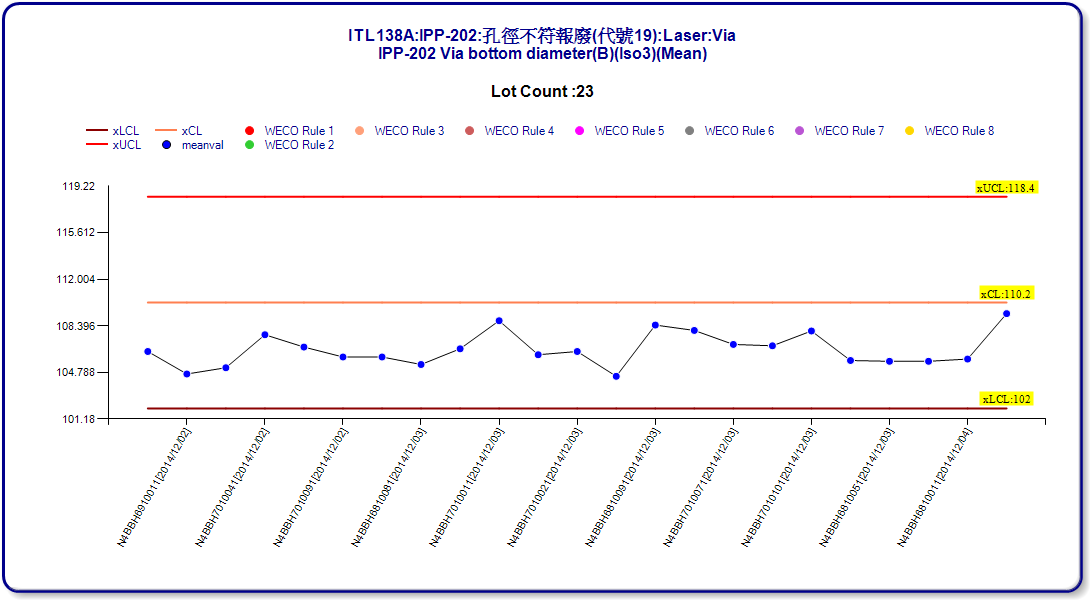 ITL138A:IPP-202:孔徑不符報廢(代號19):Laser:Via
IPP-202 Via bottom diameter(B)(Iso3)(Mean)
Lot Count :23
xLCL xCL WECO Rule 1 WECO Rule 3 WECO Rule 4 WECO Rule 5 WECO Rule 6 WECO Rule 7 WECO Rule 8
xUCL meanval WECO Rule 2
119.22
xUCL:118.4
115.612
112.004
xCL:110.2
108.396
104.788
xLCL:102
101.18
N4BBH6910011[2014/12/02]
N4BBH7010041[2014/12/02]
N4BBH7010091[2014/12/02]
N4BBH6810081[2014/12/03]
N4BBH7010011[2014/12/03]
N4BBH7010021[2014/12/03]
N4BBH6810091[2014/12/03]
N4BBH7010071[2014/12/03]
N4BBH7010101[2014/12/03]
N4BBH6810051[2014/12/03]
N4BBH6810011[2014/12/04]